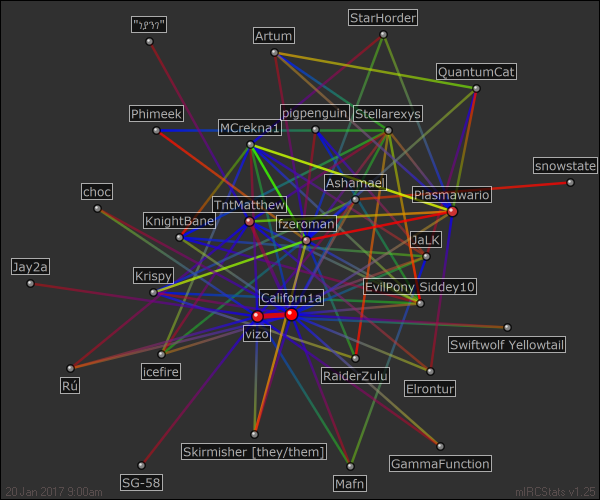 StarHorder
Artum
QuantumCat
Phimeek
pigpenguin
Stellarexys
MCrekna1
snowstate
Ashamael
choc
Plasmawario
TntMatthew
KnightBane
fzeroman
JaLK
Jay2a
Krispy
EvilPony Siddey10
Californ1a
vizo
Swiftwolf Yellowtail
icefire
RaiderZulu
Rú
Elrontur
Skirmisher [they/them]
GammaFunction
SG-58
Mafn
20 Jan 2017 9:00am
mIRCStats v1.25